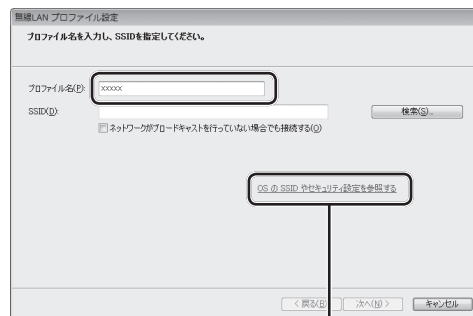 無線LAN プロファイル設定
プロファイル名を入力し、SSIDを指定してください。
プロファイル名(P): xxxxx
SSID(D): 検索(S)...
ネットワークがブロードキャストを行っていない場合でも接続する(O)
OS の SSID やセキュリティ設定を参照する
< 戻る(B) 次へ(N) > キャンセル